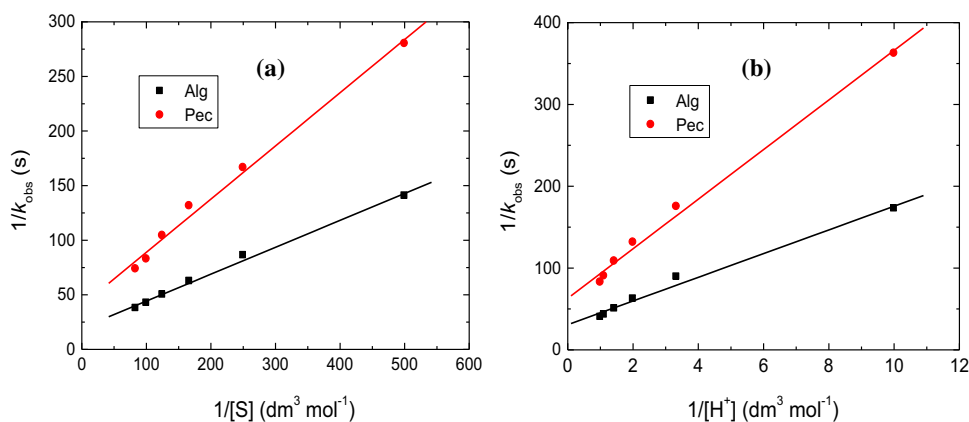 (a)
Alg
Pec
300
250
200
150
100
50
0
1/k_obs (s)
0 100 200 300 400 500 600
1/[S] (dm³ mol⁻¹)
(b)
Alg
Pec
400
300
200
100
0
1/k_obs (s)
0 2 4 6 8 10 12
1/[H⁺] (dm³ mol⁻¹)